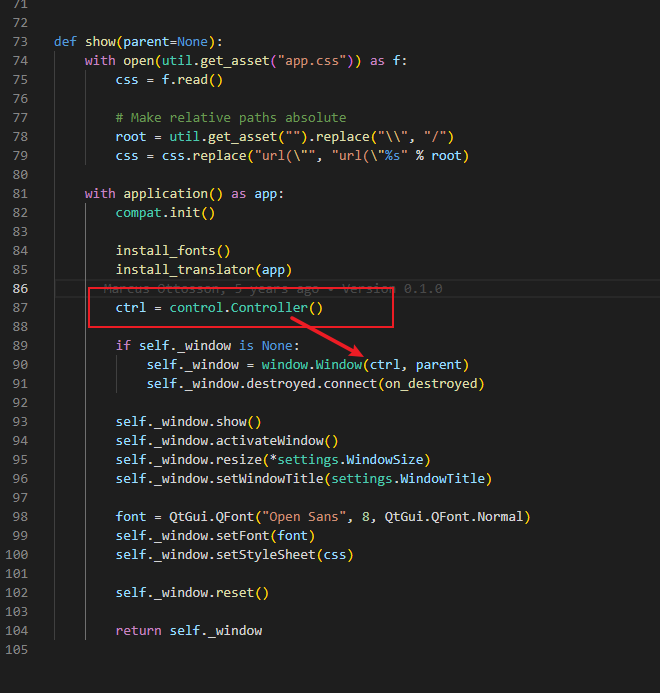 71
72
73 def show(parent=None):
74     with open(util.get_asset("app.css")) as f:
75         css = f.read()
76
77         # Make relative paths absolute
78         root = util.get_asset("").replace("\\", "/")
79         css = css.replace("url(\"", "url(\"%s" % root)
80
81     with application() as app:
82         compat.init()
83
84         install_fonts()
85         install_translator(app)
86       Marcus Ottosson, 5 years ago • Version 0.1.0
87         ctrl = control.Controller()
88
89         if self._window is None:
90             self._window = window.Window(ctrl, parent)
91             self._window.destroyed.connect(on_destroyed)
92
93         self._window.show()
94         self._window.activateWindow()
95         self._window.resize(*settings.WindowSize)
96         self._window.setWindowTitle(settings.WindowTitle)
97
98         font = QtGui.QFont("Open Sans", 8, QtGui.QFont.Normal)
99         self._window.setFont(font)
100         self._window.setStyleSheet(css)
101
102         self._window.reset()
103
104         return self._window
105